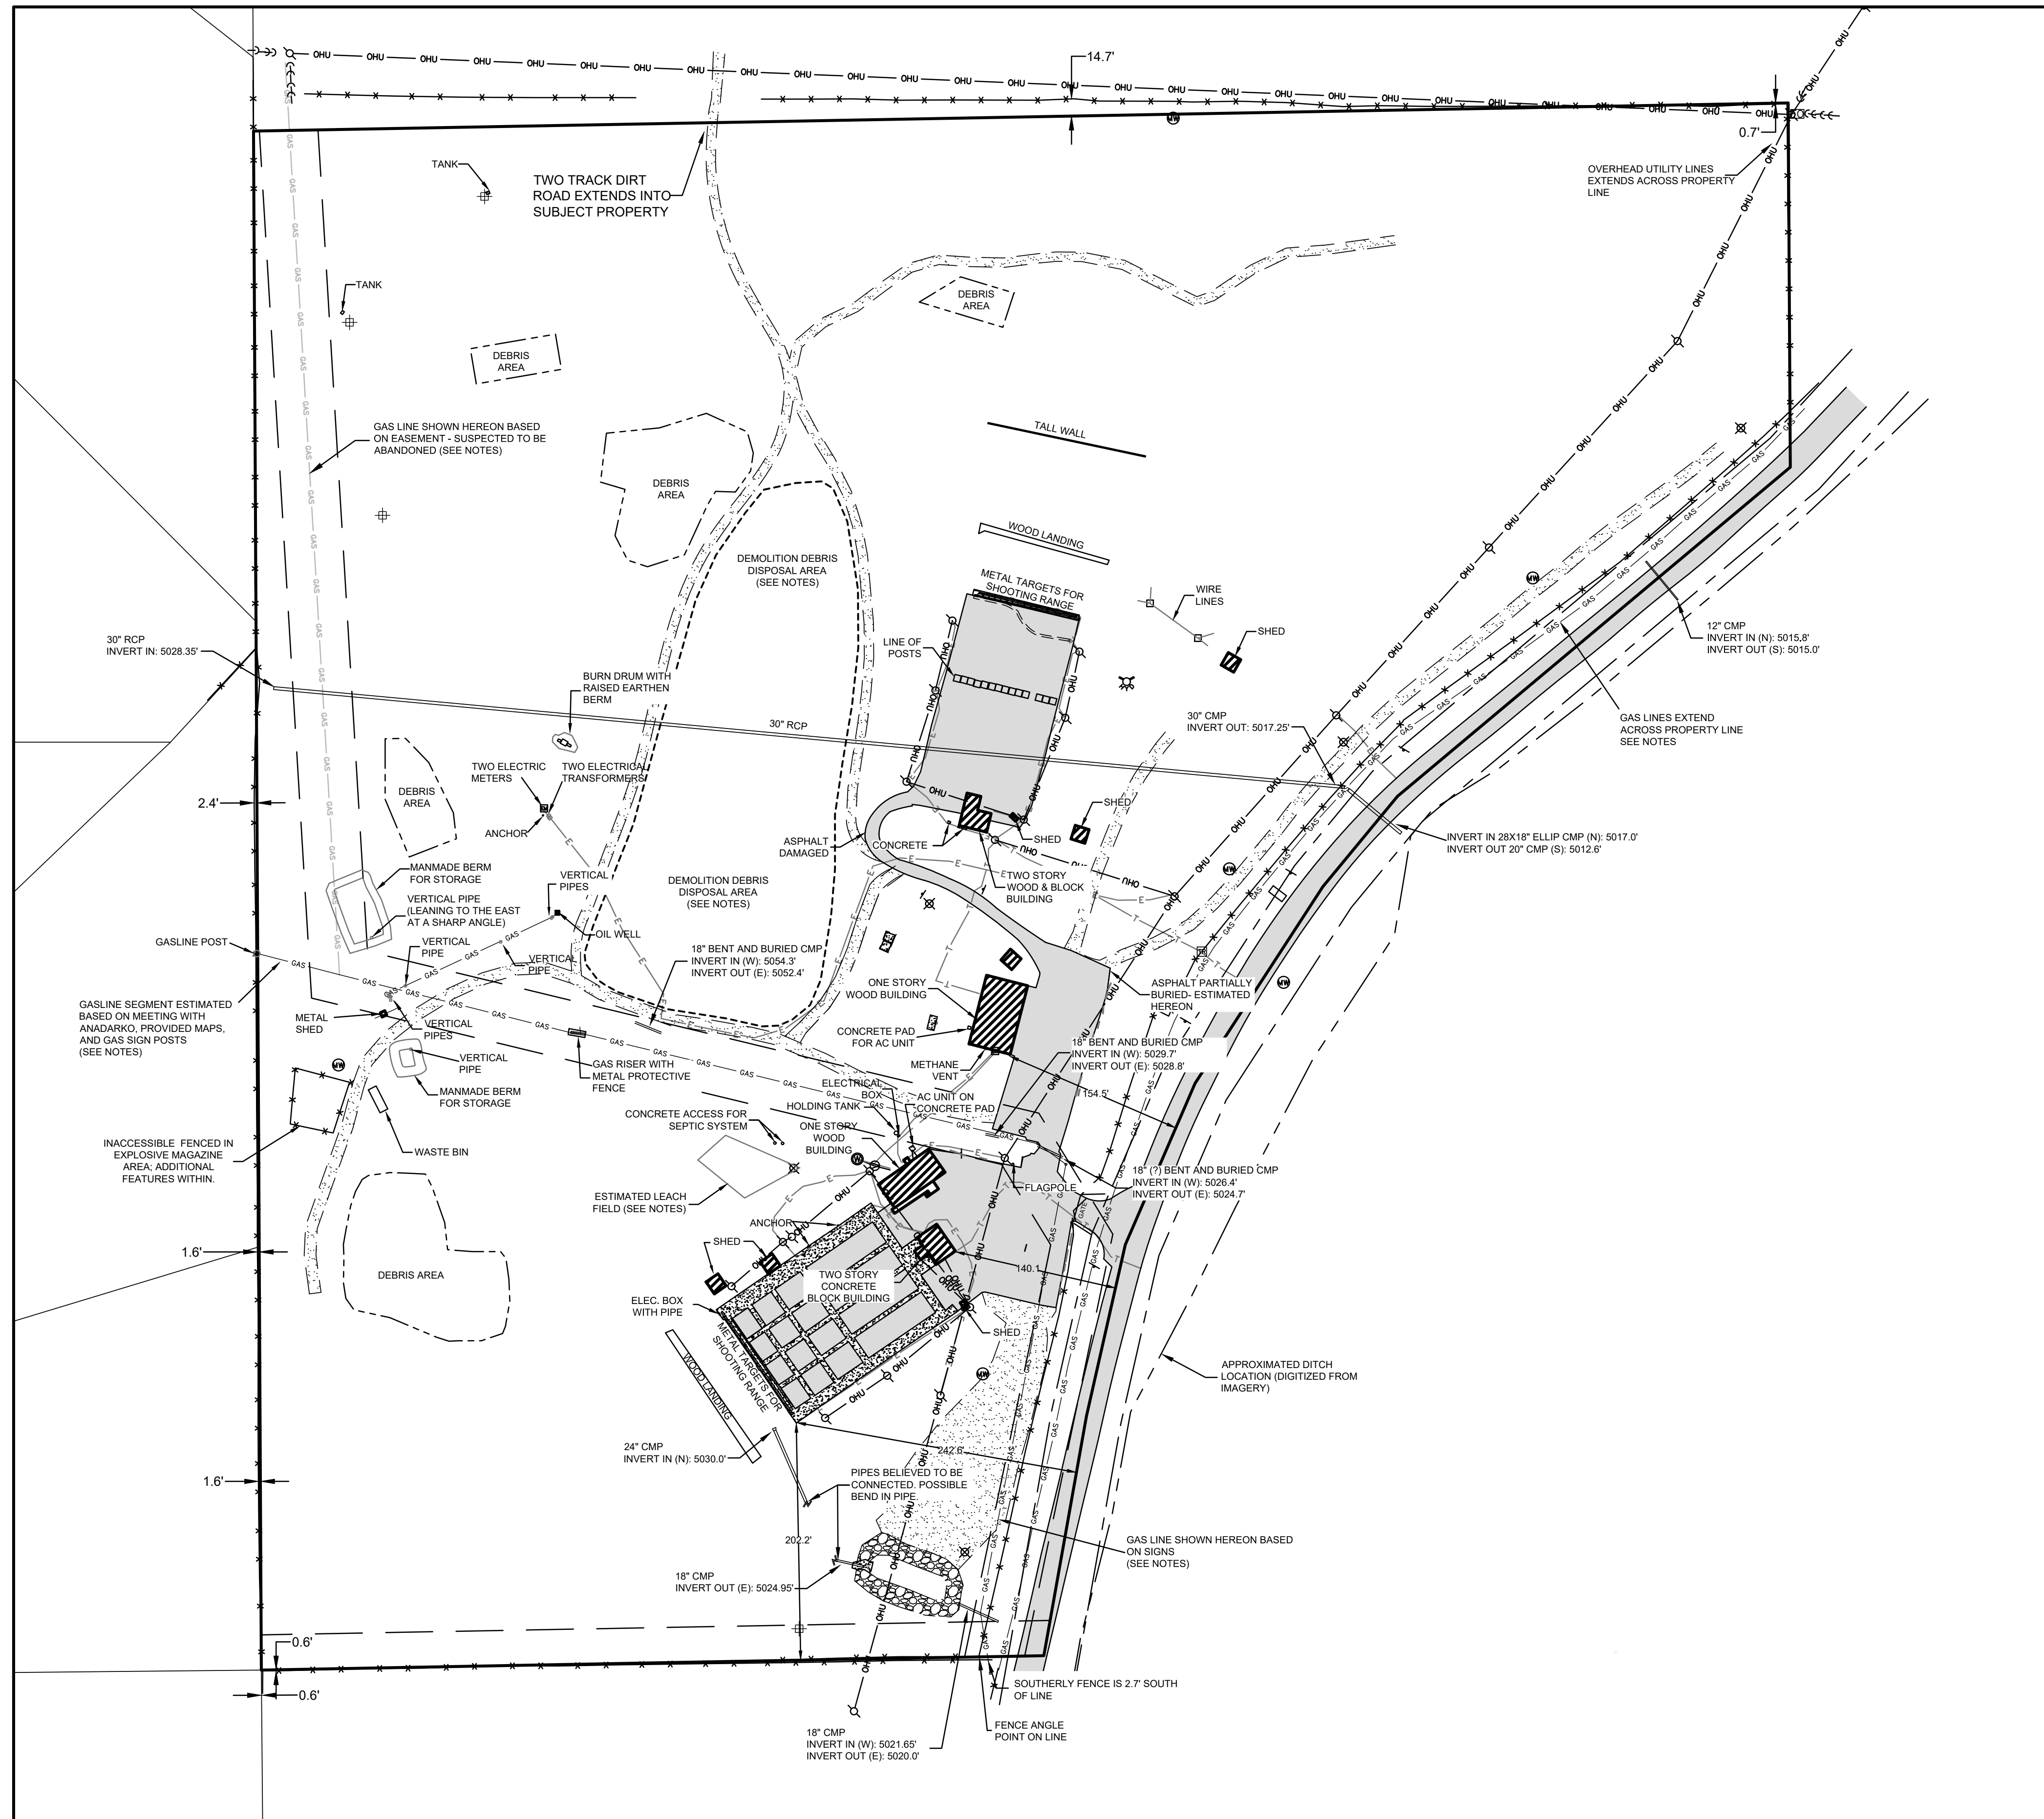 14.7'
0.7'
OVERHEAD UTILITY LINES
EXTENDS ACROSS PROPERTY
LINE
TANK
TWO TRACK DIRT
ROAD EXTENDS INTO
SUBJECT PROPERTY
TANK
DEBRIS
AREA
DEBRIS
AREA
GAS LINE SHOWN HEREON BASED
ON EASEMENT - SUSPECTED TO BE
ABANDONED (SEE NOTES)
TALL WALL
DEBRIS
AREA
WOOD LANDING
DEMOLITION DEBRIS
DISPOSAL AREA
(SEE NOTES)
METAL TARGETS FOR
SHOOTING RANGE
WIRE
LINES
SHED
LINE OF
POSTS
12" CMP
INVERT IN (N): 5015.8'
INVERT OUT (S): 5015.0'
30" RCP
INVERT IN: 5028.35'
BURN DRUM WITH
RAISED EARTHEN
BERM
30" RCP
30" CMP
INVERT OUT: 5017.25'
GAS LINES EXTEND
ACROSS PROPERTY LINE
SEE NOTES
TWO ELECTRIC
METERS
TWO ELECTRICAL
TRANSFORMERS
DEBRIS
AREA
2.4'
ANCHOR
ASPHALT
DAMAGED
CONCRETE
SHED
SHED
INVERT IN 28X18" ELLIP CMP (N): 5017.0'
INVERT OUT 20" CMP (S): 5012.6'
MANMADE BERM
FOR STORAGE
VERTICAL
PIPES
DEMOLITION DEBRIS
DISPOSAL AREA
(SEE NOTES)
TWO STORY
WOOD & BLOCK
BUILDING
VERTICAL PIPE
(LEANING TO THE EAST
AT A SHARP ANGLE)
OIL WELL
GASLINE POST
VERTICAL
PIPE
VERTICAL
PIPE
18" BENT AND BURIED CMP
INVERT IN (W): 5054.3'
INVERT OUT (E): 5052.4'
ONE STORY
WOOD BUILDING
ASPHALT PARTIALLY
BURIED- ESTIMATED
HEREON
GASLINE SEGMENT ESTIMATED
BASED ON MEETING WITH
ANADARKO, PROVIDED MAPS,
AND GAS SIGN POSTS
(SEE NOTES)
METAL
SHED
VERTICAL
PIPES
CONCRETE PAD
FOR AC UNIT
METHANE
VENT
18" BENT AND BURIED CMP
INVERT IN (W): 5029.7'
INVERT OUT (E): 5028.8'
VERTICAL
PIPE
GAS RISER WITH
METAL PROTECTIVE
FENCE
MANMADE BERM
FOR STORAGE
ELECTRICAL
BOX
AC UNIT ON
CONCRETE PAD
154.5'
HOLDING TANK
CONCRETE ACCESS FOR
SEPTIC SYSTEM
ONE STORY
WOOD
BUILDING
INACCESSIBLE FENCED IN
EXPLOSIVE MAGAZINE
AREA; ADDITIONAL
FEATURES WITHIN.
WASTE BIN
18" (?) BENT AND BURIED CMP
INVERT IN (W): 5026.4'
INVERT OUT (E): 5024.7'
FLAGPOLE
ESTIMATED LEACH
FIELD (SEE NOTES)
GATE
ANCHOR
SHED
1.6'
DEBRIS AREA
TWO STORY
CONCRETE
BLOCK BUILDING
140.1
ELEC. BOX
WITH PIPE
SHED
METAL TARGETS FOR
SHOOTING RANGE
WOOD LANDING
APPROXIMATED DITCH
LOCATION (DIGITIZED FROM
IMAGERY)
24" CMP
INVERT IN (N): 5030.0'
242.6'
1.6'
PIPES BELIEVED TO BE
CONNECTED. POSSIBLE
BEND IN PIPE.
202.2'
GAS LINE SHOWN HEREON BASED
ON SIGNS
(SEE NOTES)
18" CMP
INVERT OUT (E): 5024.95'
0.6'
0.6'
SOUTHERLY FENCE IS 2.7' SOUTH
OF LINE
FENCE ANGLE
POINT ON LINE
18" CMP
INVERT IN (W): 5021.65'
INVERT OUT (E): 5020.0'